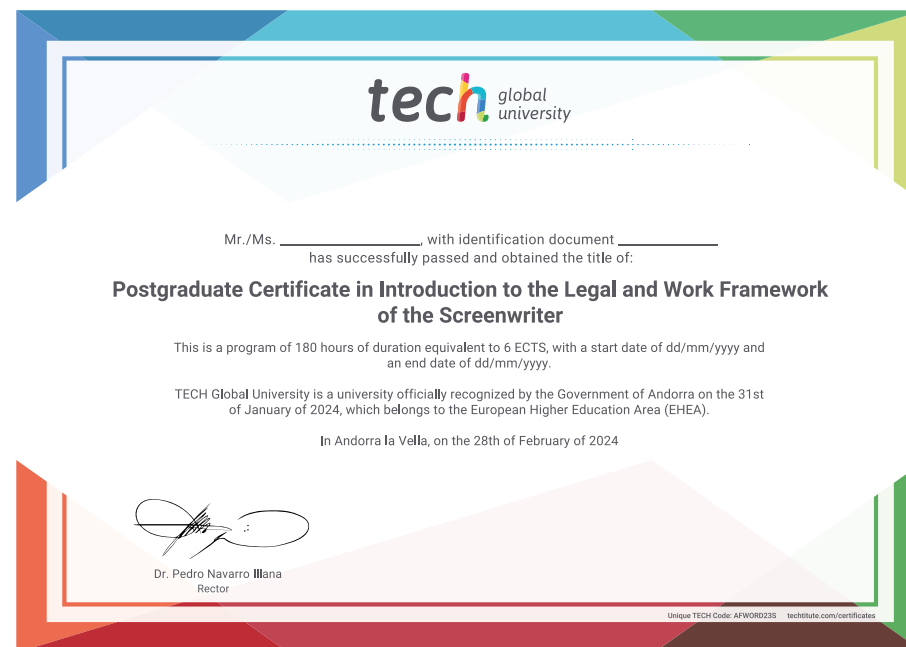 tech global
university
Mr./Ms. ____________, with identification document ____________
has successfully passed and obtained the title of:
Postgraduate Certificate in Introduction to the Legal and Work Framework
of the Screenwriter
This is a program of 180 hours of duration equivalent to 6 ECTS, with a start date of dd/mm/yyyy and
an end date of dd/mm/yyyy.
TECH Global University is a university officially recognized by the Government of Andorra on the 31st
of January of 2024, which belongs to the European Higher Education Area (EHEA).
In Andorra la Vella, on the 28th of February of 2024
Dr. Pedro Navarro Illana
Rector
Unique TECH Code: AFWORD23S techtitute.com/certificates